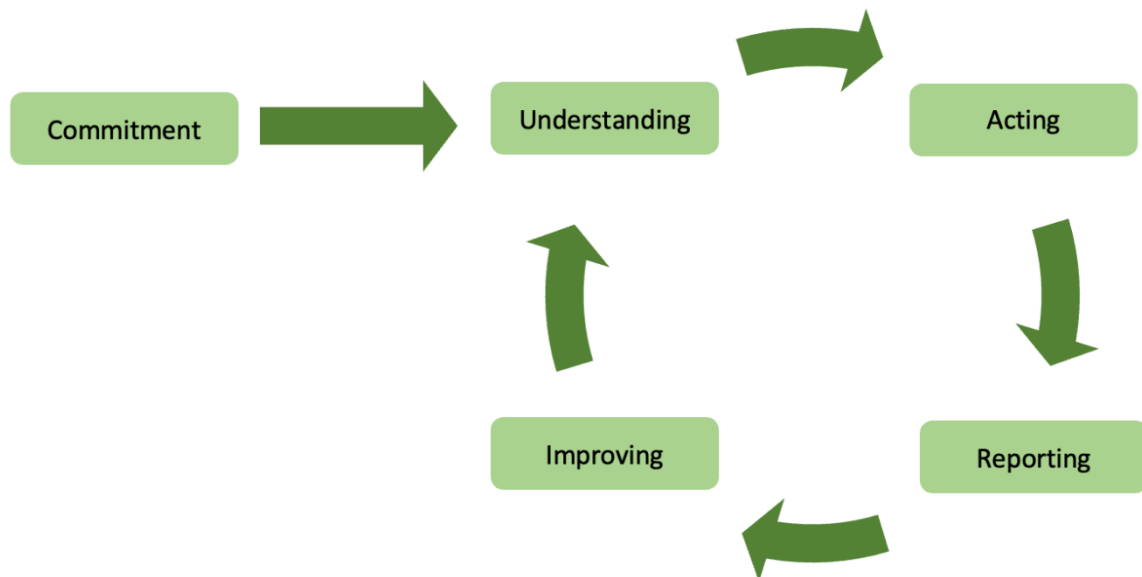 Commitment
Understanding
Acting
Reporting
Improving